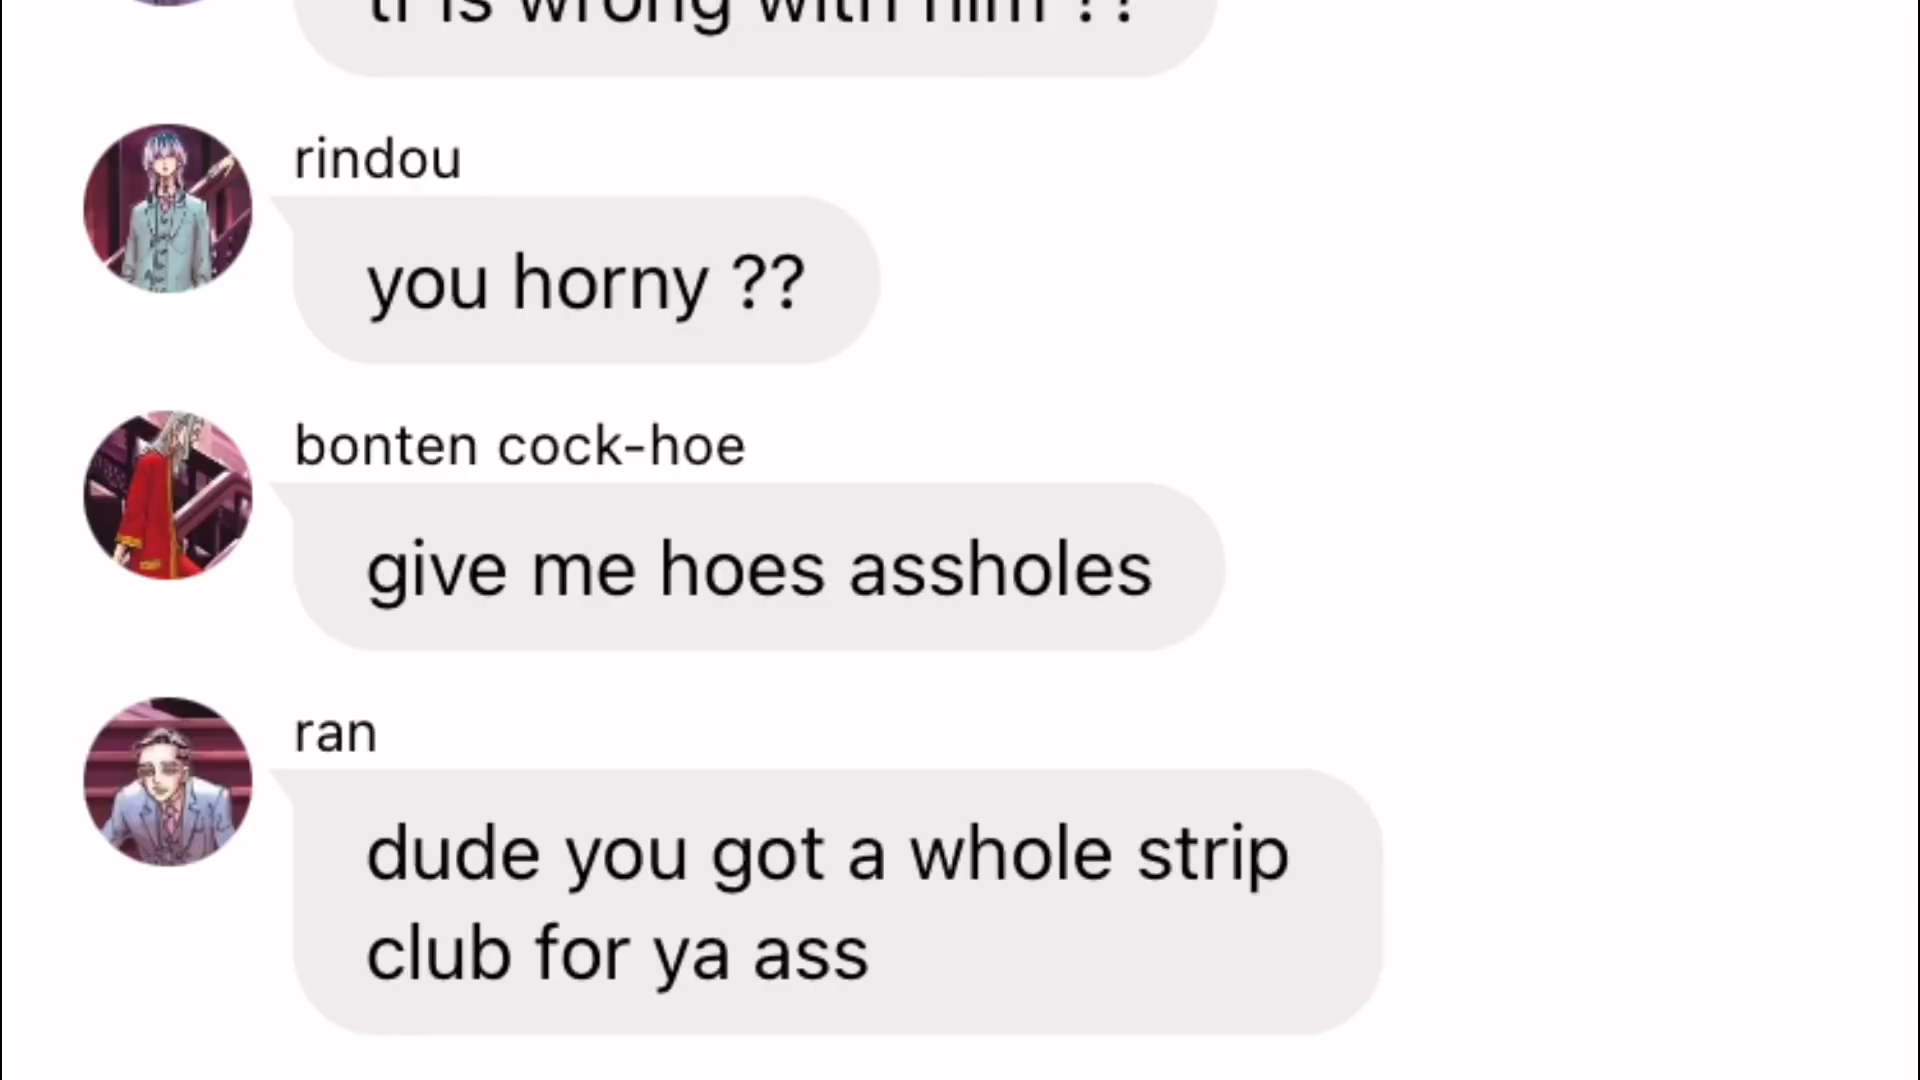 is wrong with him ??
rindou
you horny ??
bonten cock-hoe
give me hoes assholes
ran
dude you got a whole strip
club for ya ass